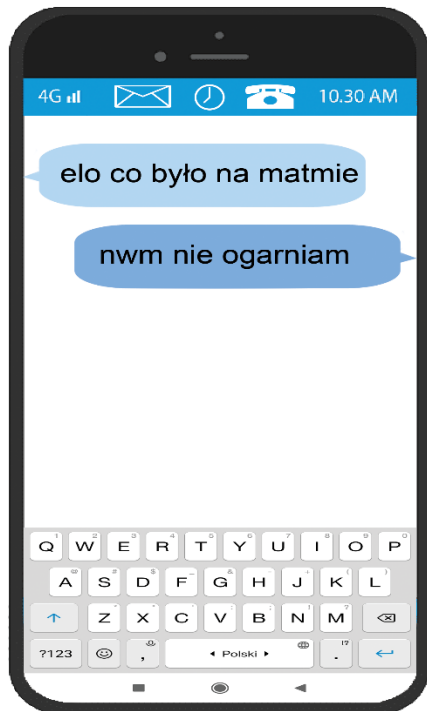 4G 10.30 AM
elo co było na matmie
nwm nie ogarniam
Q W E R T Y U I O P
A S D F G H J K L
Z X C V B N M
?123 , Polski .